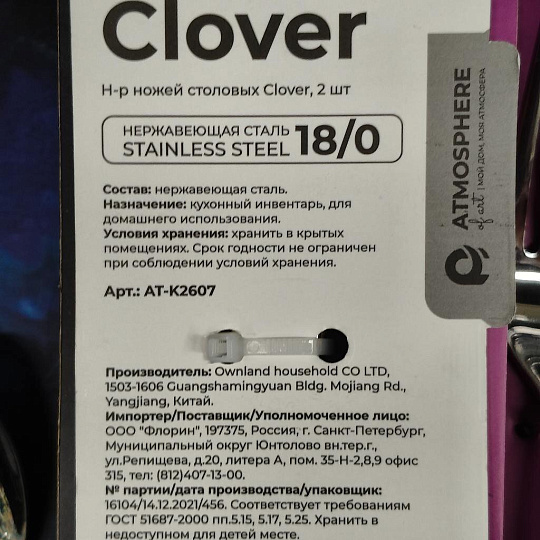 Clover
Н-р ножей столовых Clover, 2 шт
НЕРЖАВЕЮЩАЯ СТАЛЬ
STAINLESS STEEL 18/0
Состав: нержавеющая сталь.
Назначение: кухонный инвентарь, для
домашнего использования.
Условия хранения: хранить в крытых
помещениях. Срок годности не ограничен
при соблюдении условий хранения.
Арт.: AT-K2607
Производитель: Ownland household CO LTD,
1503-1606 Guangshamingyuan Bldg. Mojiang Rd.,
Yangjiang, Китай.
Импортер/Поставщик/Уполномоченное лицо:
ООО "Флорин", 197375, Россия, г. Санкт-Петербург,
Муниципальный округ Юнтолово вн.тер.г.,
ул.Репищева, д.20, литера А, пом. 35-Н-2,8,9 офис
315, тел: (812)407-13-00.
№ партии/дата производства/упаковщик:
16104/14.12.2021/456. Соответствует требованиям
ГОСТ 51687-2000 пп.5.15, 5.17, 5.25. Хранить в
недоступном для детей месте.
ATMOSPHERE
of art | МОЙ ДОМ, МОЯ АТМОСФЕРА